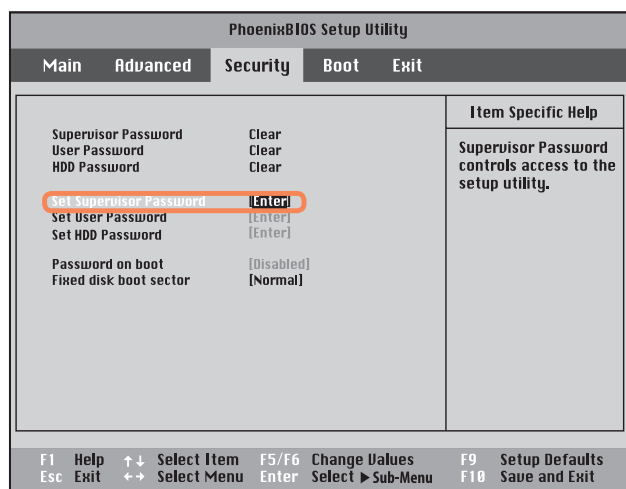 PhoenixBIOS Setup Utility
Main Advanced Security Boot Exit
Item Specific Help
Supervisor Password Clear
User Password Clear
HDD Password Clear
Supervisor Password
controls access to the
setup utility.
Set Supervisor Password [Enter]
Set User Password [Enter]
Set HDD Password [Enter]
Password on boot [Disabled]
Fixed disk boot sector [Normal]
F1 Help ↑↓ Select Item F5/F6 Change Values F9 Setup Defaults
Esc Exit ←→ Select Menu Enter Select ▶ Sub-Menu F10 Save and Exit